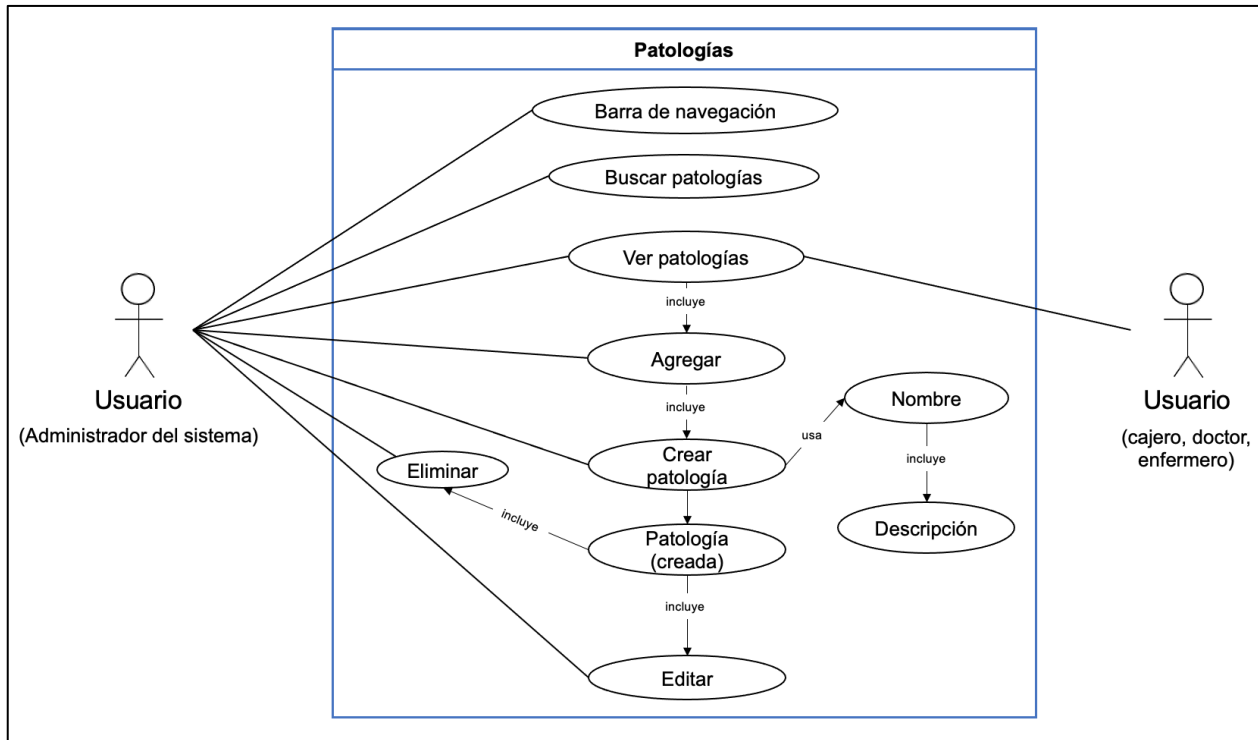 Patologías
Barra de navegación
Buscar patologías
Ver patologías
incluye
Agregar
incluye
Crear
patología
usa
Nombre
incluye
Descripción
Eliminar
incluye
Patología
(creada)
incluye
Editar
Usuario
(Administrador del sistema)
Usuario
(cajero, doctor,
enfermero)